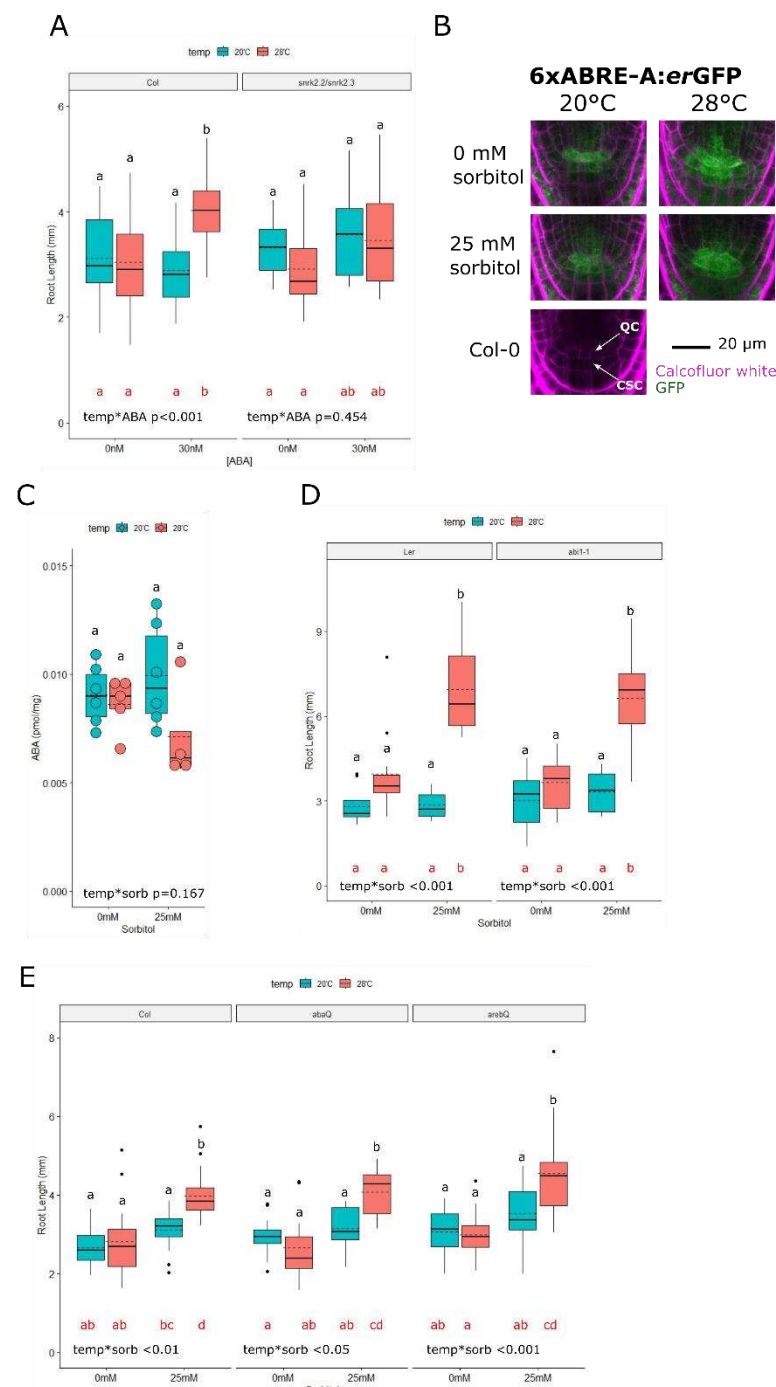 A
temp 20°C 28°C
Col snrk2.2/snrk2.3
6
4
2
0
Root Length (mm)
a a a b a a a a
a a a b a a ab ab
temp*ABA p<0.001 temp*ABA p=0.454
0nM 30nM 0nM 30nM
[ABA]
B
6xABRE-A:erGFP
20°C 28°C
0 mM
sorbitol
25 mM
sorbitol
Col-0
QC
CSC
20 µm
Calcofluor white
GFP
C
temp 20°C 28°C
0.015
0.010
0.005
0.000
ABA (pmol/mg)
a a a a
temp*sorb p=0.167
0mM 25mM
Sorbitol
D
temp 20°C 28°C
Ler abi1-1
9
6
3
0
Root Length (mm)
a a a b a a a b
a a a b a a a b
temp*sorb <0.001 temp*sorb <0.001
0mM 25mM 0mM 25mM
Sorbitol
E
temp 20°C 28°C
Col abaQ arebQ
8
6
4
2
0
Root Length (mm)
a a a b a a a b a a a b
ab ab bc d a ab ab cd ab a ab cd
temp*sorb <0.01 temp*sorb <0.05 temp*sorb <0.001
0mM 25mM 0mM 25mM 0mM 25mM